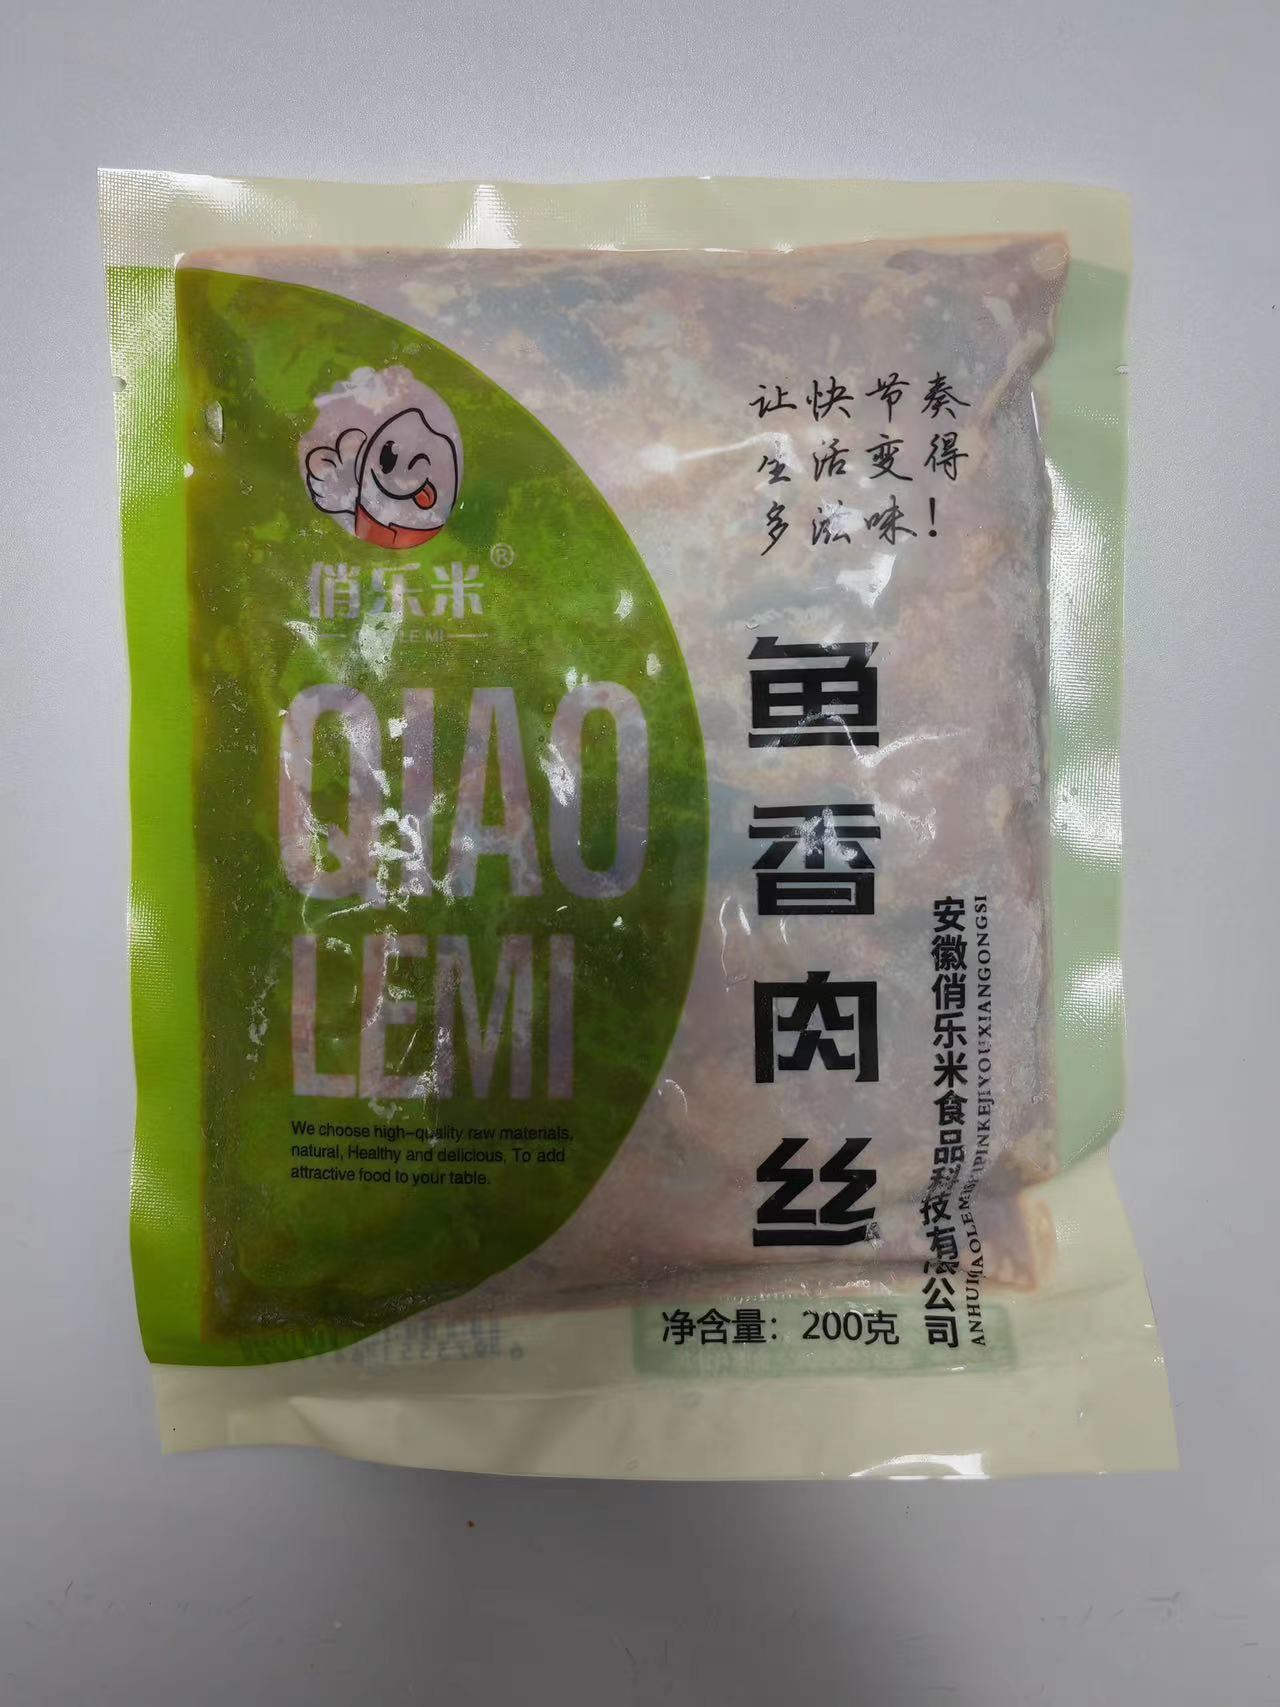 让快节奏
生活变得
多滋味！
俏乐米®
QIAO
LEMI
We choose high-quality raw materials,
natural, Healthy and delicious. To add
attractive food to your table.
鱼香肉丝
安徽俏乐米食品科技有限公司
净含量：200克